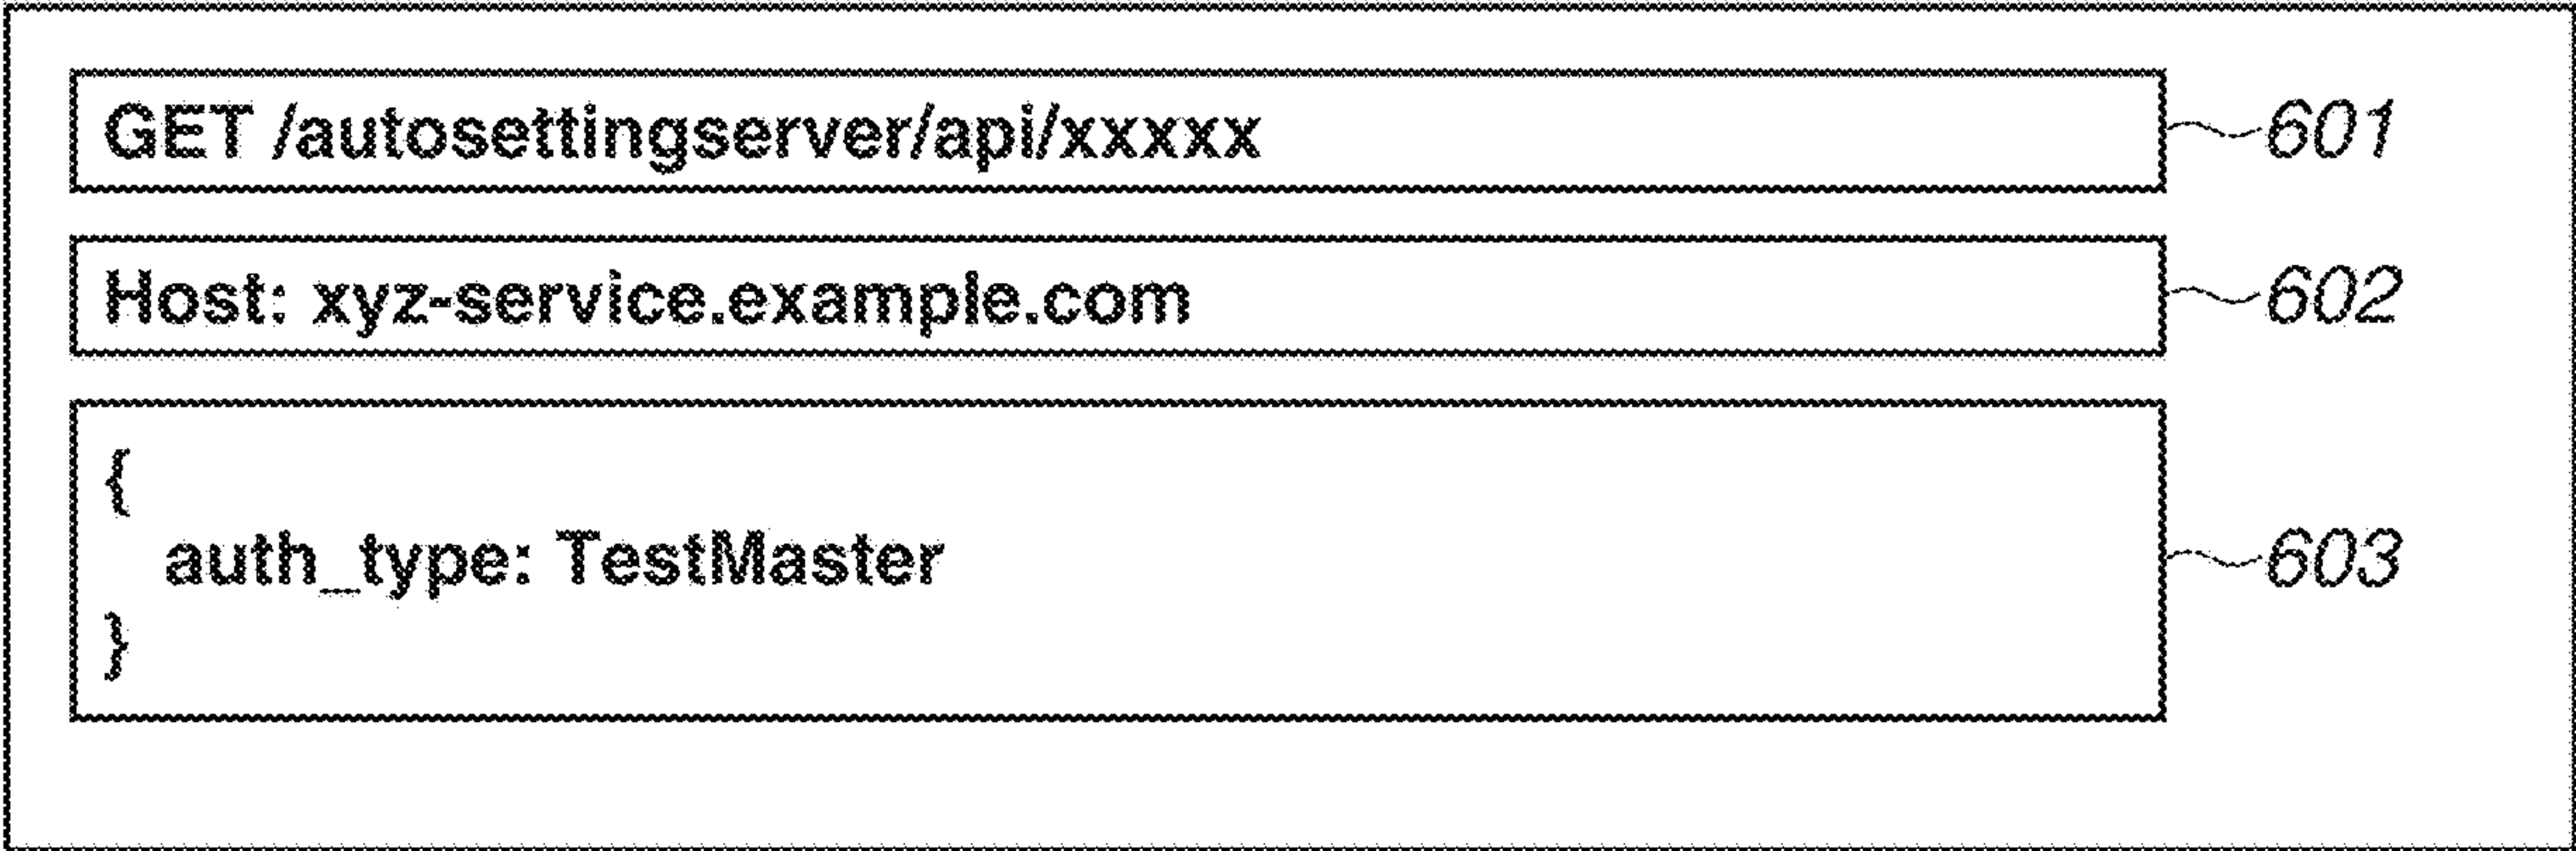 GET /autosettingserver/api/xxxxx 601
Host: xyz-service.example.com 602
{
auth_type: TestMaster 603
}